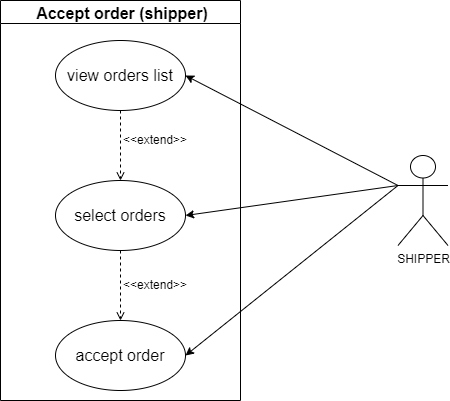 Accept order (shipper)
view orders list
<<extend>>
select orders
<<extend>>
SHIPPER
accept order